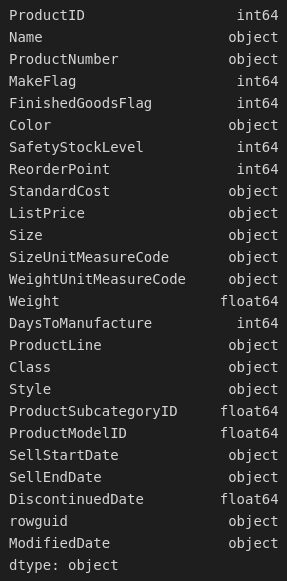 ProductID                  int64
Name                      object
ProductNumber             object
MakeFlag                   int64
FinishedGoodsFlag          int64
Color                     object
SafetyStockLevel           int64
ReorderPoint               int64
StandardCost              object
ListPrice                 object
Size                      object
SizeUnitMeasureCode       object
WeightUnitMeasureCode     object
Weight                   float64
DaysToManufacture          int64
ProductLine               object
Class                     object
Style                     object
ProductSubcategoryID     float64
ProductModelID           float64
SellStartDate             object
SellEndDate               object
DiscontinuedDate         float64
rowguid                   object
ModifiedDate              object
dtype: object